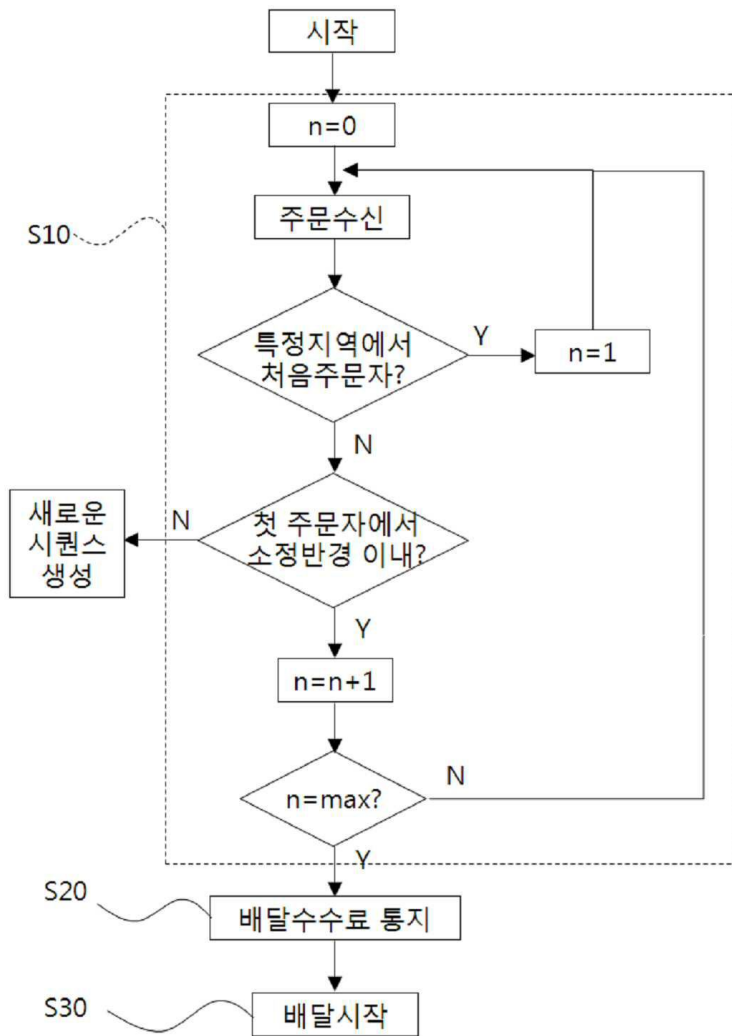 시작
n=0
주문수신
S10
특정지역에서
처음주문자?
Y
n=1
N
첫 주문자에서
소정반경 이내?
N
새로운
시퀀스
생성
Y
n=n+1
n=max?
N
Y
S20
배달수수료 통지
S30
배달시작